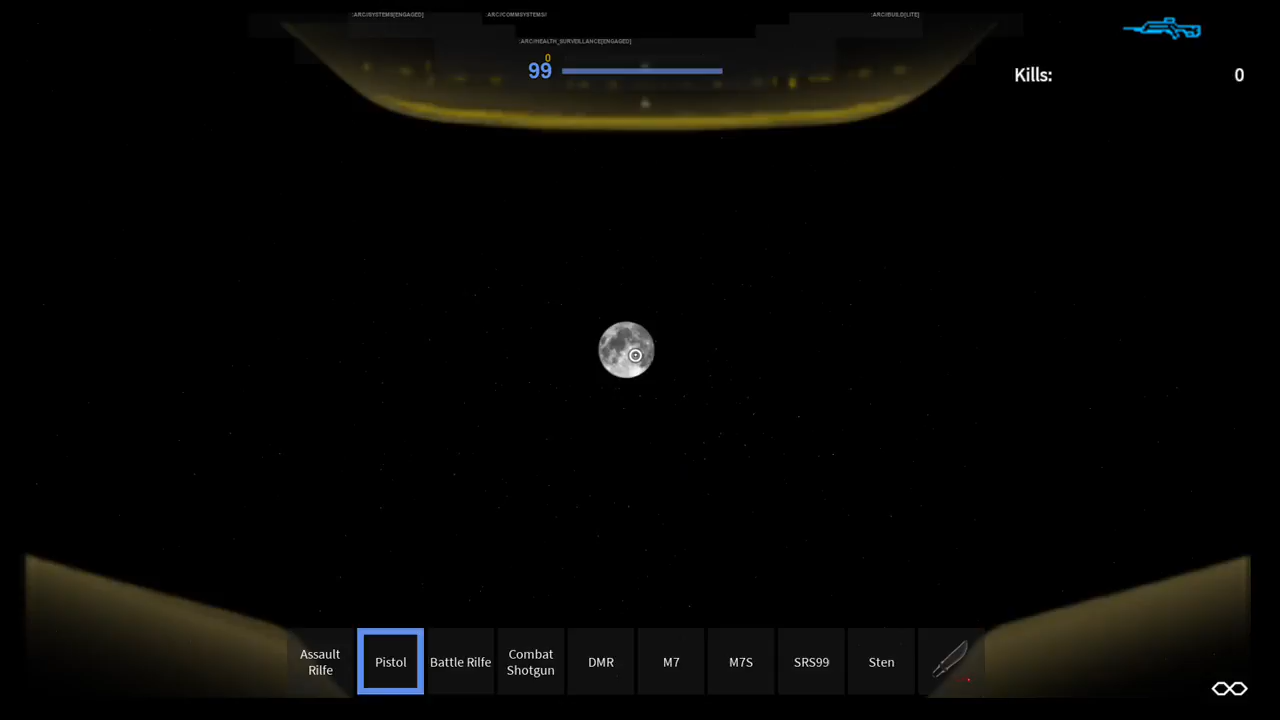 :ARC/SYSTEMS[ENGAGED]
:ARC/COMMSYSTEMS/
:ARC/BUILD[LITE]
:ARC/HEALTH_SURVEILLANCE[ENGAGED]
0
99
Kills: 0
Assault Rilfe
Pistol
Battle Rilfe
Combat Shotgun
DMR
M7
M7S
SRS99
Sten